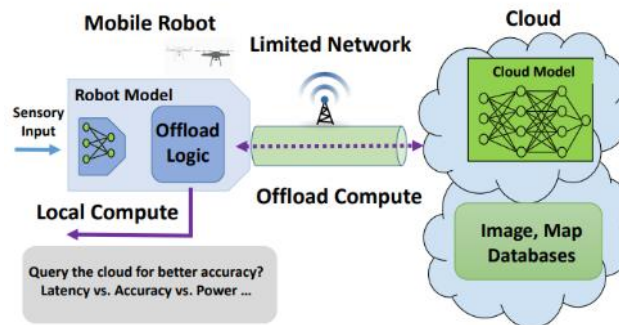 Mobile Robot
Limited Network
Cloud
Robot Model
Cloud Model
Sensory
Input
Offload
Logic
Local Compute
Offload Compute
Image, Map
Databases
Query the cloud for better accuracy?
Latency vs. Accuracy vs. Power ...